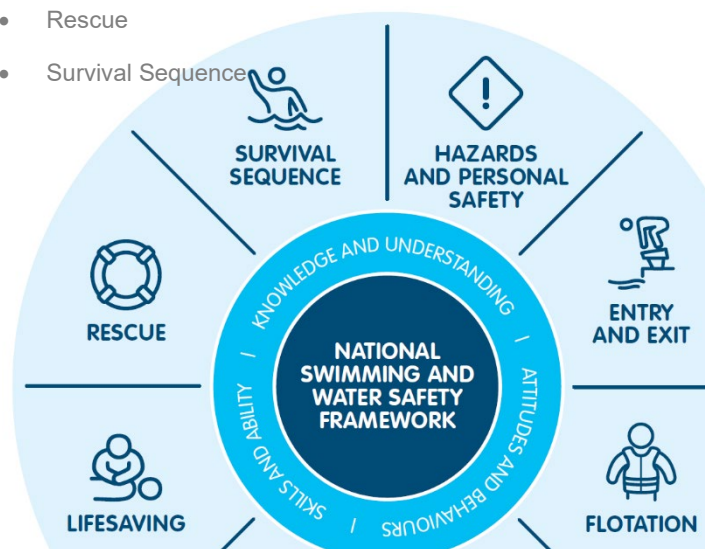 Rescue
Survival Sequence
SURVIVAL
SEQUENCE
HAZARDS
AND PERSONAL
SAFETY
RESCUE
KNOWLEDGE AND UNDERSTANDING
ENTRY
AND EXIT
NATIONAL
SWIMMING AND
WATER SAFETY
FRAMEWORK
SKILLS AND ABILITY
ATTITUDES AND BEHAVIOURS
LIFESAVING
FLOTATION